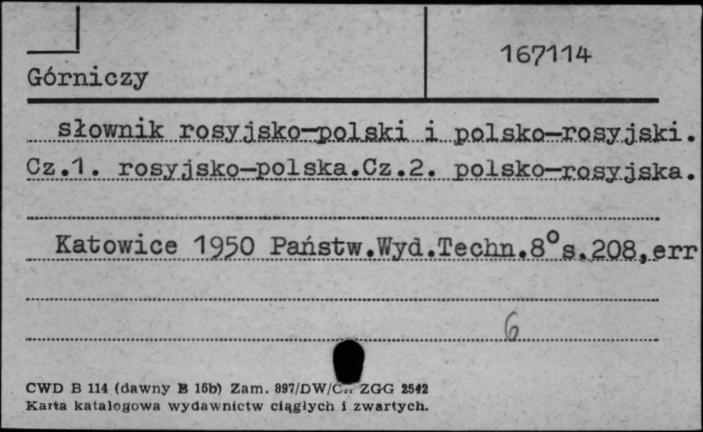 167114
Górniczy
słownik rosyjsko-polski i polsko-rosyjski.
Cz.1. rosyjsko-polska.Cz.2. polsko-rosyjska.
Katowice 1950 Państw.Wyd.Techn.8° s.208,err
6
CWD B 114 (dawny B 15b) Zam. 897/DW/ ZGG 2542
Karta katalogowa wydawnictw ciągłych i zwartych.